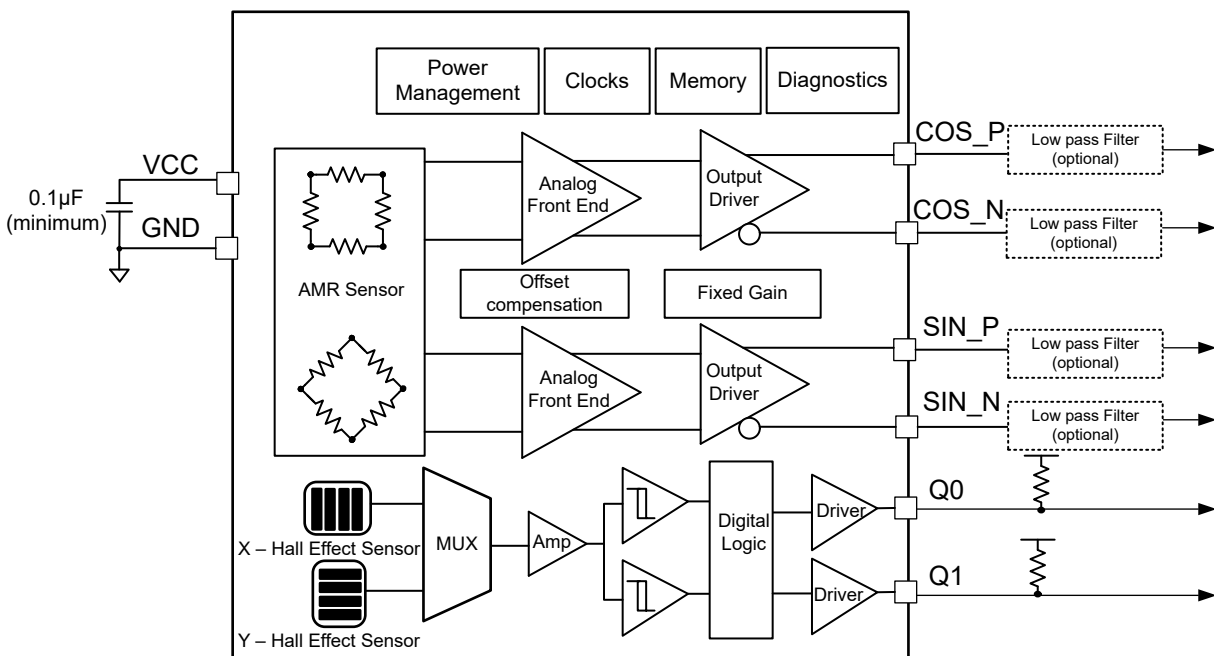 Power
Management
Clocks
Memory
Diagnostics
COS_P
Low pass Filter
(optional)
VCC
0.1µF
(minimum)
GND
Analog
Front End
Output
Driver
COS_N
Low pass Filter
(optional)
AMR Sensor
Offset
compensation
Fixed Gain
SIN_P
Low pass Filter
(optional)
Analog
Front End
Output
Driver
SIN_N
Low pass Filter
(optional)
X – Hall Effect Sensor
MUX
Amp
Digital
Logic
Driver
Q0
Y – Hall Effect Sensor
Driver
Q1